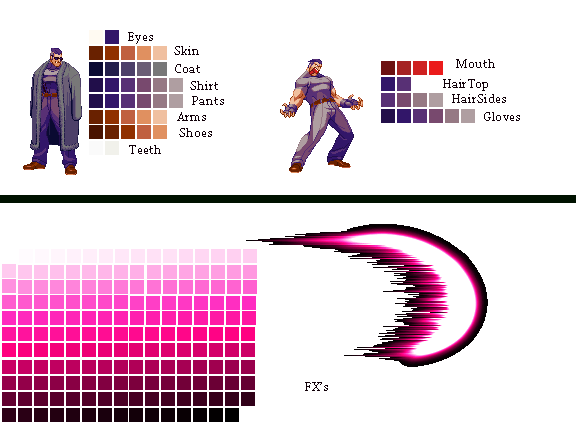 Eyes
Skin
Coat
Shirt
Pants
Arms
Shoes
Teeth
Mouth
HairTop
HairSides
Gloves
FX's